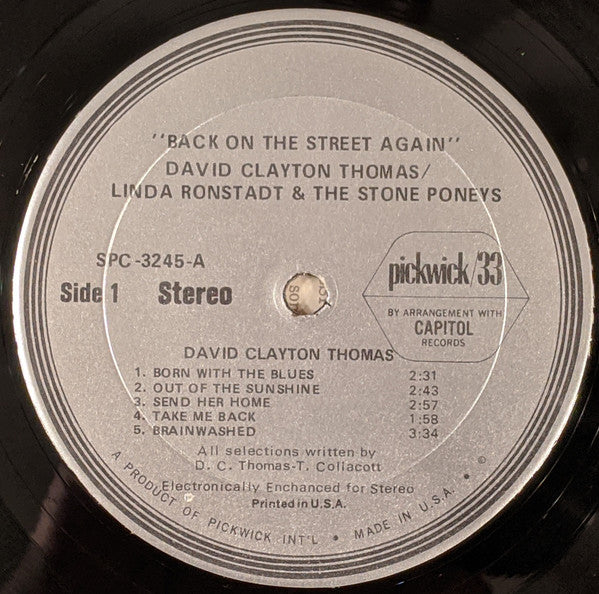 "BACK ON THE STREET AGAIN"
DAVID CLAYTON THOMAS/
LINDA RONSTADT & THE STONE PONEYS
SPC-3245-A
Side 1 Stereo
pickwick/33
BY ARRANGEMENT WITH
CAPITOL
RECORDS
DAVID CLAYTON THOMAS
1. BORN WITH THE BLUES 2:31
2. OUT OF THE SUNSHINE 2:43
3. SEND HER HOME 2:57
4. TAKE ME BACK 1:58
5. BRAINWASHED 3:34
All selections written by
D. C. Thomas-T. Collacott
Electronically Enchanced for Stereo
Printed in U.S.A.
A PRODUCT OF PICKWICK INT'L • MADE IN U.S.A. • ©